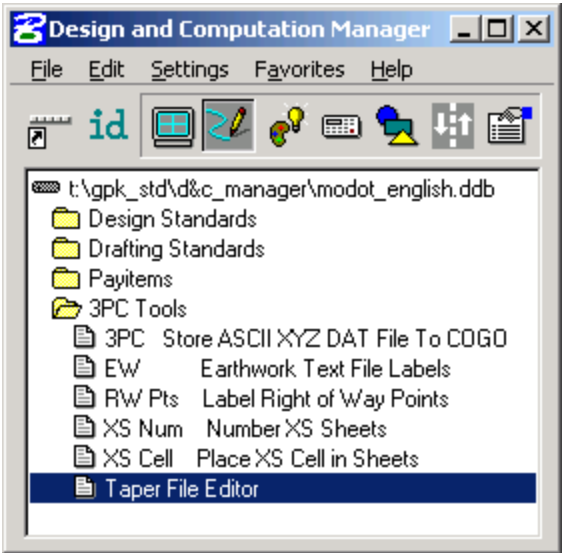 Design and Computation Manager
File Edit Settings Favorites Help
id
t:\gpk_std\d&c_manager\modot_english.ddb
Design Standards
Drafting Standards
Payitems
3PC Tools
3PC Store ASCII XYZ DAT File To COGO
EW Earthwork Text File Labels
RW Pts Label Right of Way Points
XS Num Number XS Sheets
XS Cell Place XS Cell in Sheets
Taper File Editor